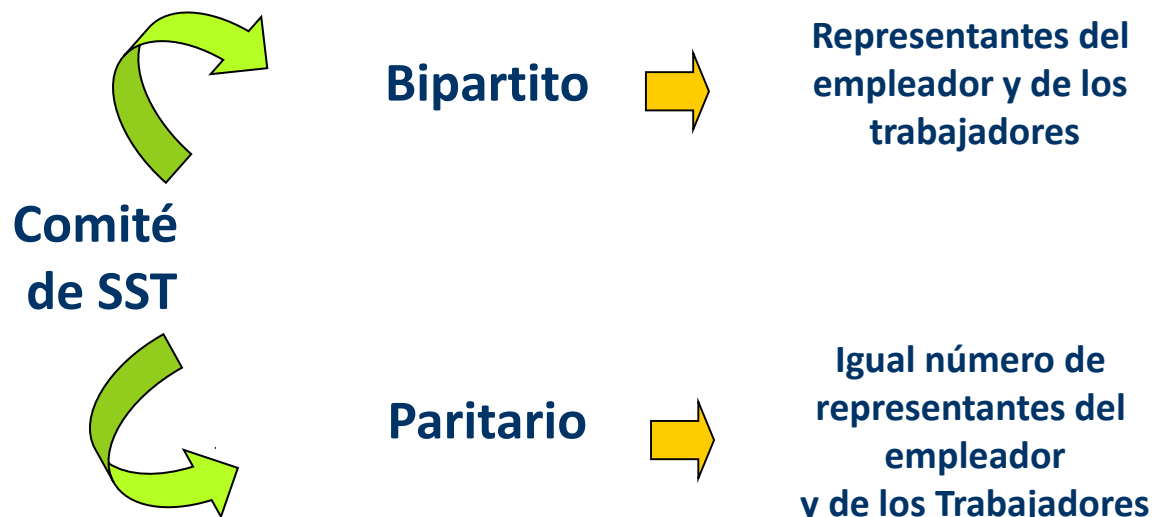 Comité
de SST
Bipartito
Representantes del
empleador y de los
trabajadores
Paritario
Igual número de
representantes del
empleador
y de los Trabajadores